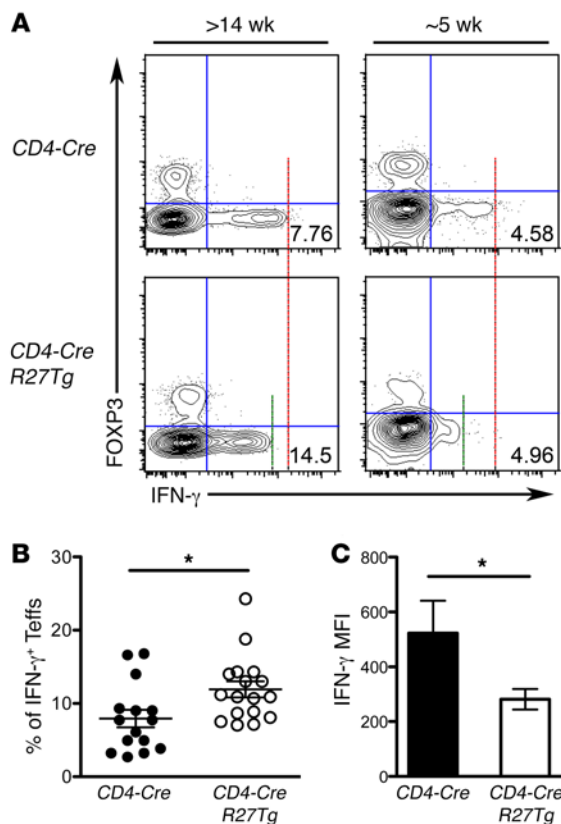 A
>14 wk
~5 wk
CD4-Cre
7.76
4.58
CD4-Cre
R27Tg
14.5
4.96
FOXP3
IFN-γ
B
*
% of IFN-γ+ Teffs
30
20
10
0
CD4-Cre
CD4-Cre
R27Tg
C
*
IFN-γ MFI
800
600
400
200
0
CD4-Cre
CD4-Cre
R27Tg